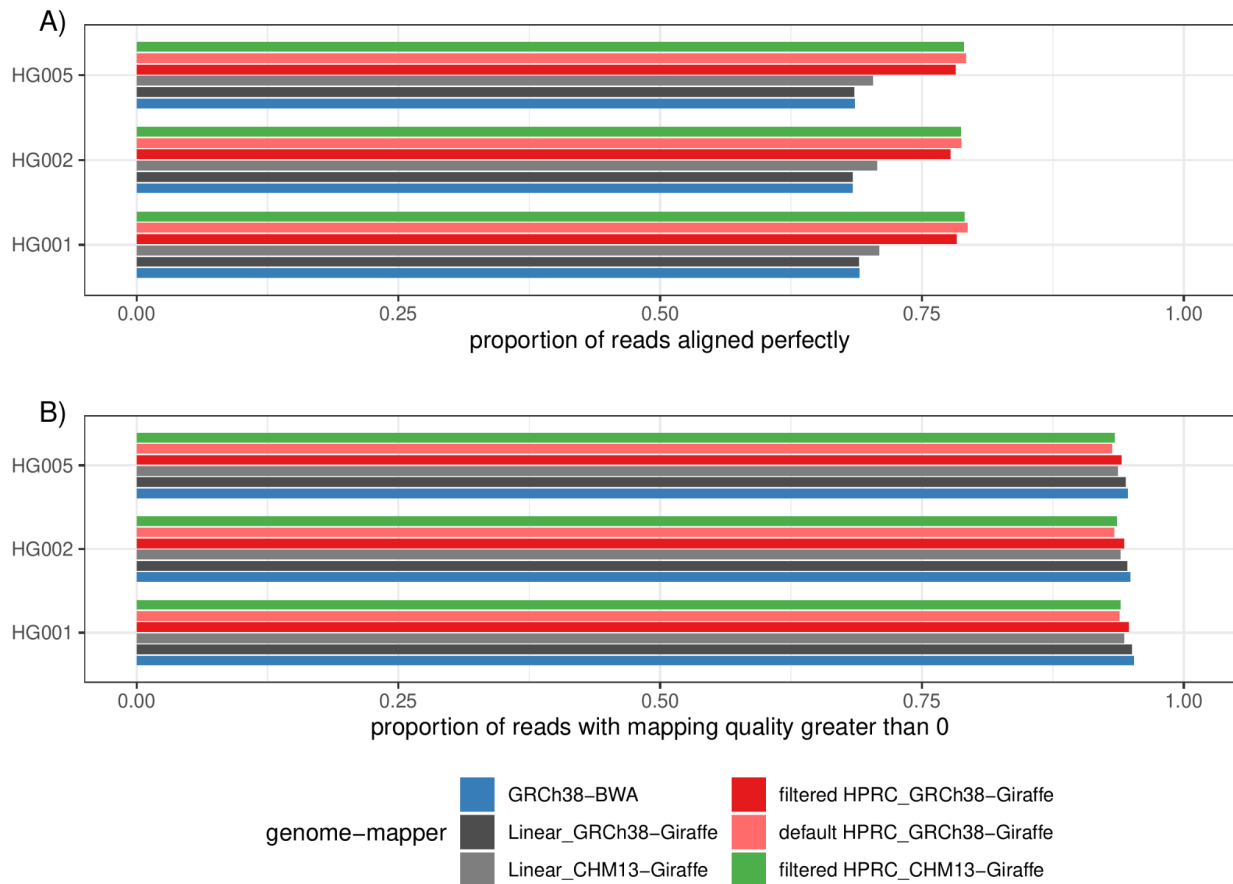 A)
HG005
HG002
HG001
0.00 0.25 0.50 0.75 1.00
proportion of reads aligned perfectly
B)
HG005
HG002
HG001
0.00 0.25 0.50 0.75 1.00
proportion of reads with mapping quality greater than 0
genome−mapper
GRCh38−BWA
Linear_GRCh38−Giraffe
Linear_CHM13−Giraffe
filtered HPRC_GRCh38−Giraffe
default HPRC_GRCh38−Giraffe
filtered HPRC_CHM13−Giraffe